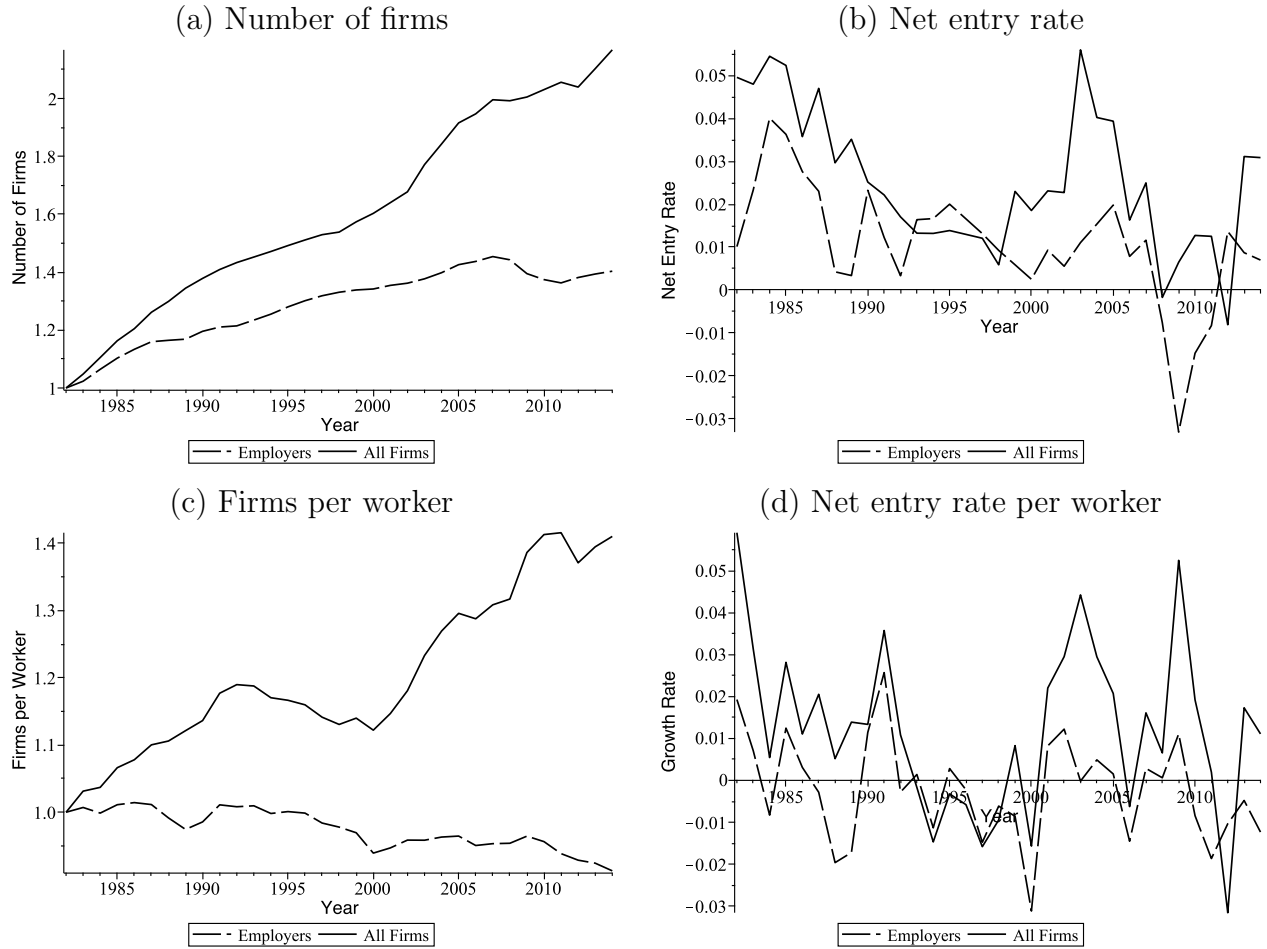 (a) Number of firms
Number of Firms
2
1.8
1.6
1.4
1.2
1
1985 1990 1995 2000 2005 2010
Year
Employers All Firms
(b) Net entry rate
Net Entry Rate
0.05
0.04
0.03
0.02
0.01
0
−0.01
−0.02
−0.03
1985 1990 1995 2000 2005 2010
Year
Employers All Firms
(c) Firms per worker
Firms per Worker
1.4
1.3
1.2
1.1
1.0
1985 1990 1995 2000 2005 2010
Year
Employers All Firms
(d) Net entry rate per worker
Growth Rate
0.05
0.04
0.03
0.02
0.01
0
−0.01
−0.02
−0.03
1985 1990 1995 2000 2005 2010
Year
Employers All Firms